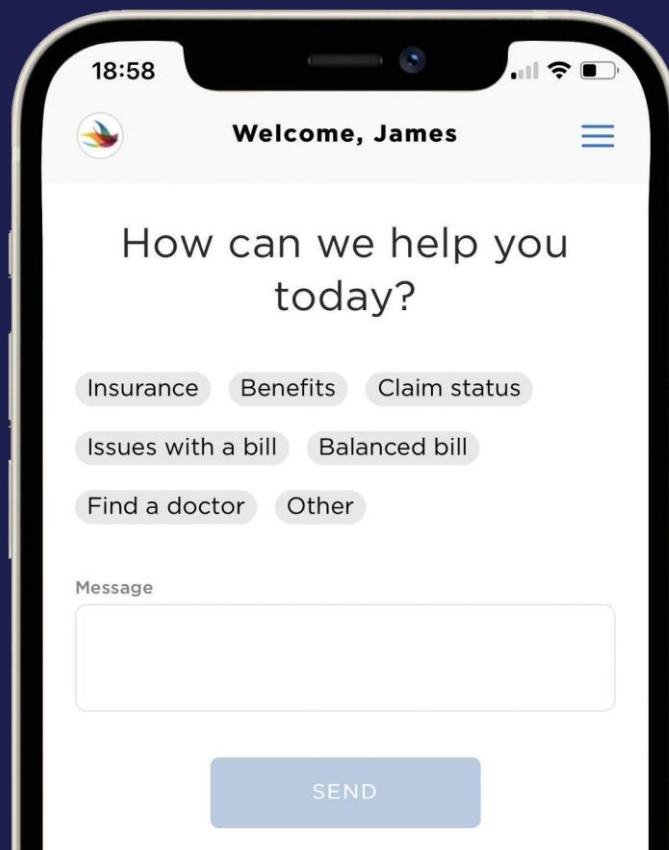 18:58
Welcome, James
How can we help you
today?
Insurance Benefits Claim status
Issues with a bill Balanced bill
Find a doctor Other
Message
SEND